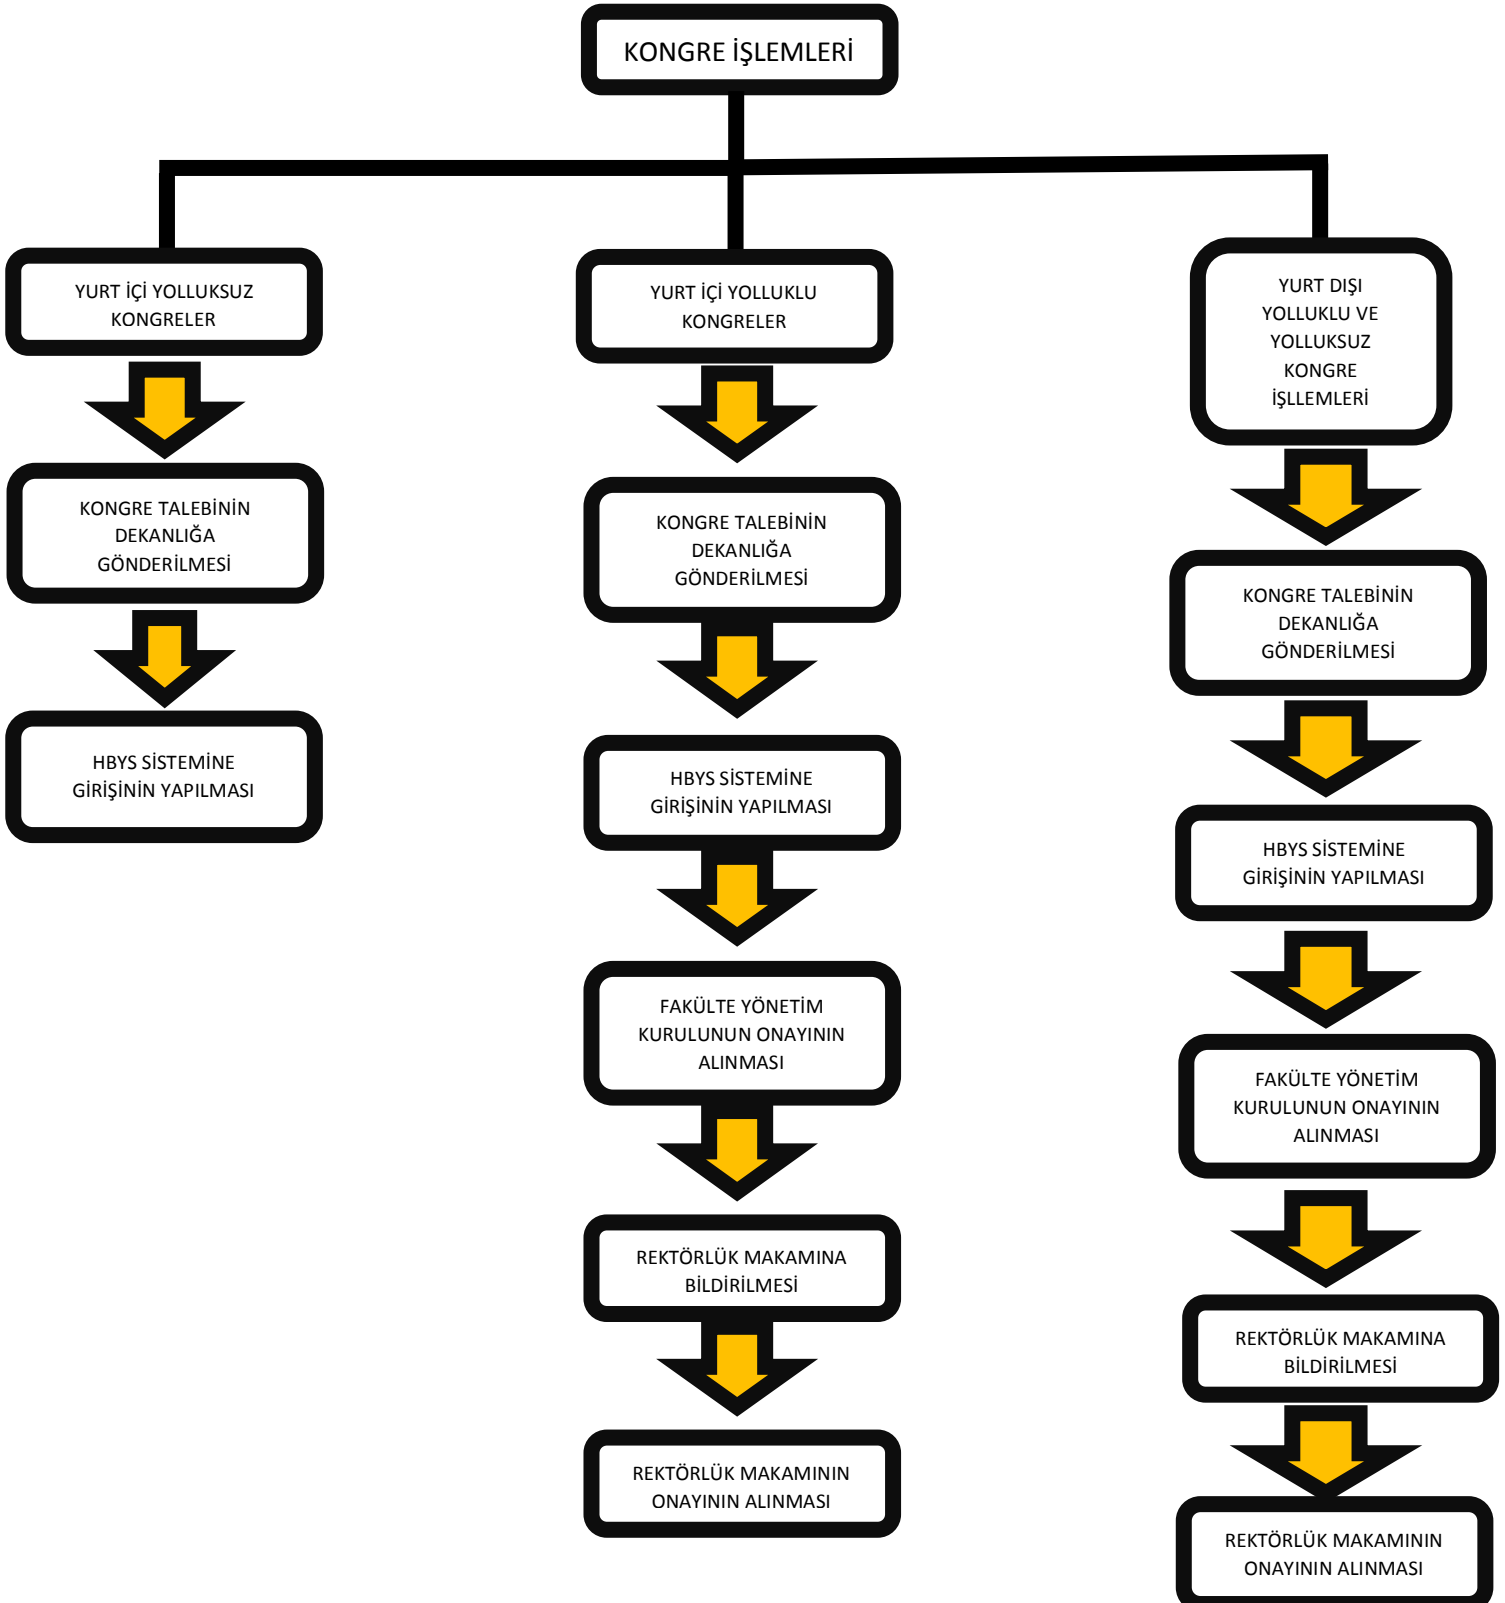 KONGRE İŞLEMLERİ
YURT İÇİ YOLLUKSUZ
KONGRELER
KONGRE TALEBİNİN
DEKANLIĞA
GÖNDERİLMESİ
HBYS SİSTEMİNE
GİRİŞİNİN YAPILMASI
YURT İÇİ YOLLUKLU
KONGRELER
KONGRE TALEBİNİN
DEKANLIĞA
GÖNDERİLMESİ
HBYS SİSTEMİNE
GİRİŞİNİN YAPILMASI
FAKÜLTE YÖNETİM
KURULUNUN ONAYININ
ALINMASI
REKTÖRLÜK MAKAMINA
BİLDİRİLMESİ
REKTÖRLÜK MAKAMININ
ONAYININ ALINMASI
YURT DIŞI
YOLLUKLU VE
YOLLUKSUZ
KONGRE
İŞLLEMLERİ
KONGRE TALEBİNİN
DEKANLIĞA
GÖNDERİLMESİ
HBYS SİSTEMİNE
GİRİŞİNİN YAPILMASI
FAKÜLTE YÖNETİM
KURULUNUN ONAYININ
ALINMASI
REKTÖRLÜK MAKAMINA
BİLDİRİLMESİ
REKTÖRLÜK MAKAMININ
ONAYININ ALINMASI